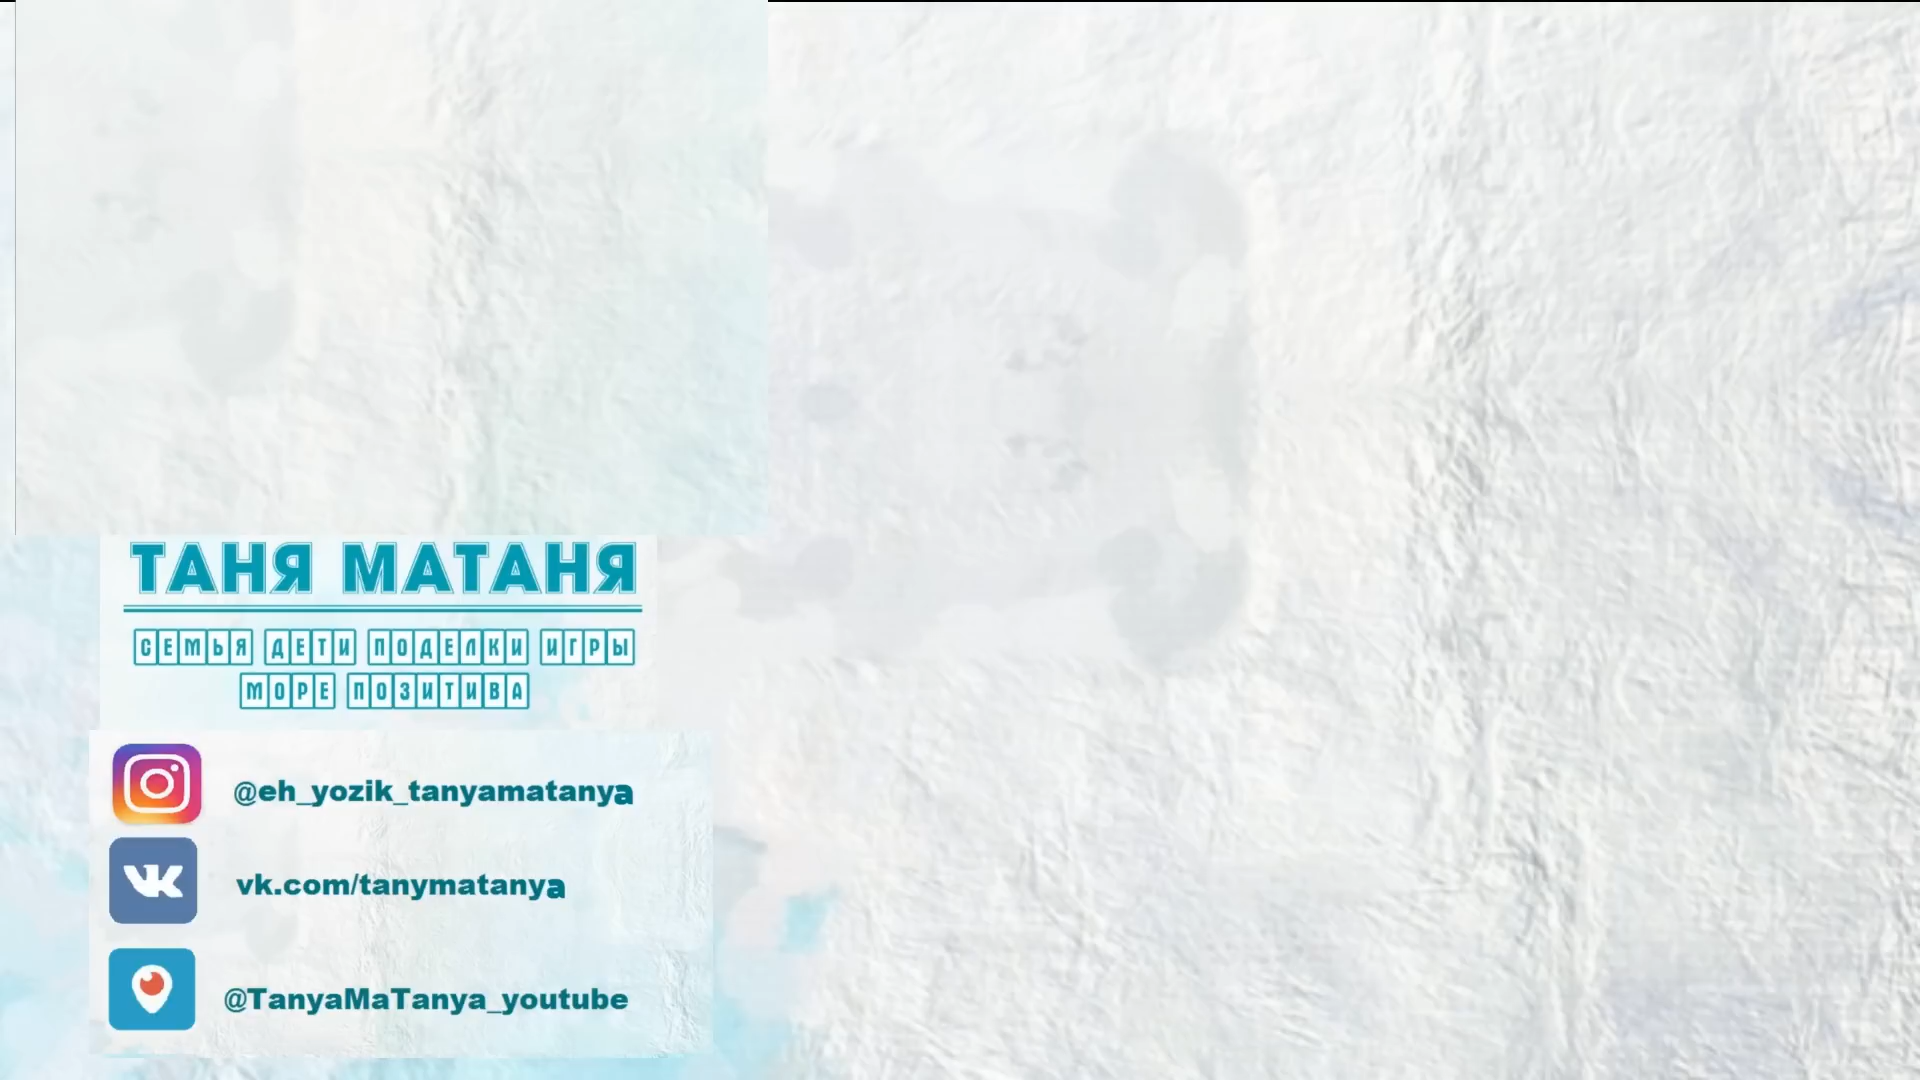 ТАНЯ МАТАНЯ
СЕМЬЯ ДЕТИ ПОДЕЛКИ ИГРЫ
МОРЕ ПОЗИТИВА
@eh_yozik_tanyamatanya
vk.com/tanymatanya
@TanyaMaTanya_youtube